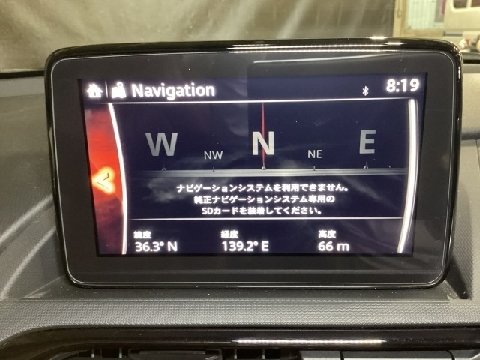 Navigation
8:19
W NW N NE E
ナビゲーションシステムを利用できません。
純正ナビゲーションシステム専用の
SDカードを装着してください。
緯度 経度 高度
36.3° N 139.2° E 66 m